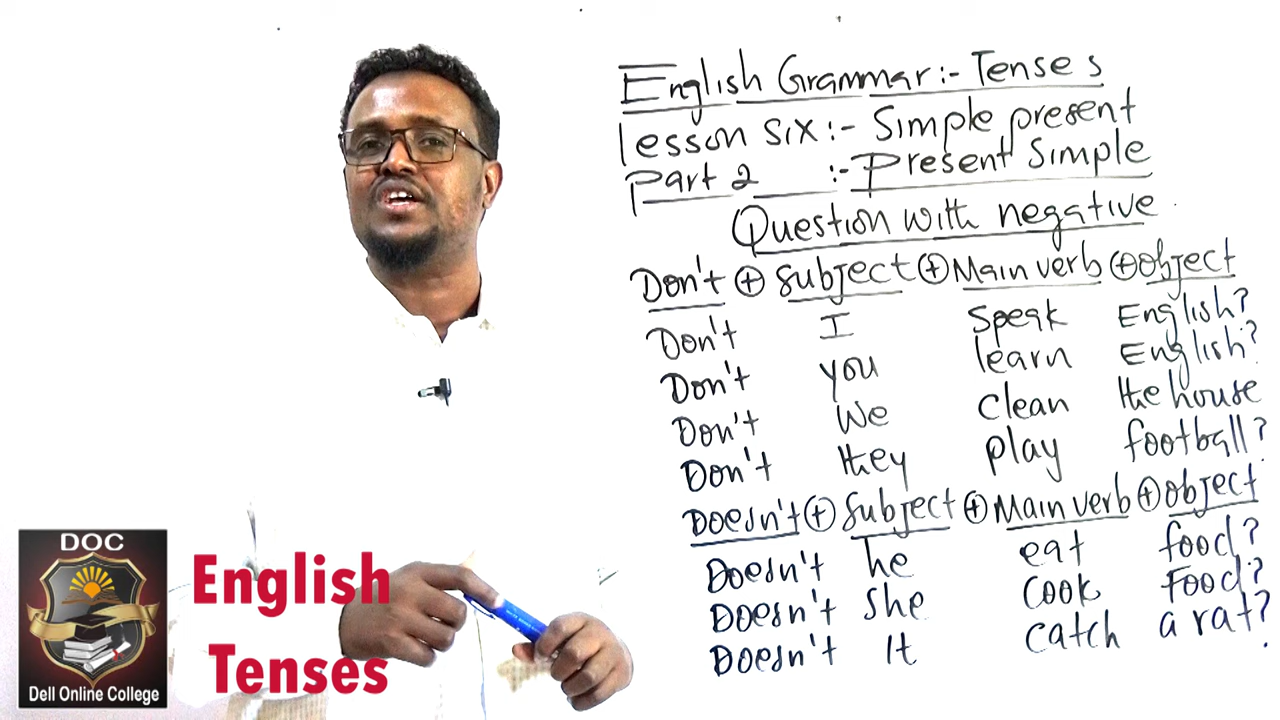 English Grammar:- Tenses
lesson six:- Simple present
Part 2 :- Present Simple
Question with negative
Don't + Subject + Main verb + object
Don't I speak English?
Don't you learn English?
Don't We clean the house
Don't they play football?
Doesn't + Subject + Main verb + object
Doesn't he eat food?
Doesn't she cook Food?
Doesn't It catch a rat?
DOC
Dell Online College
English
Tenses